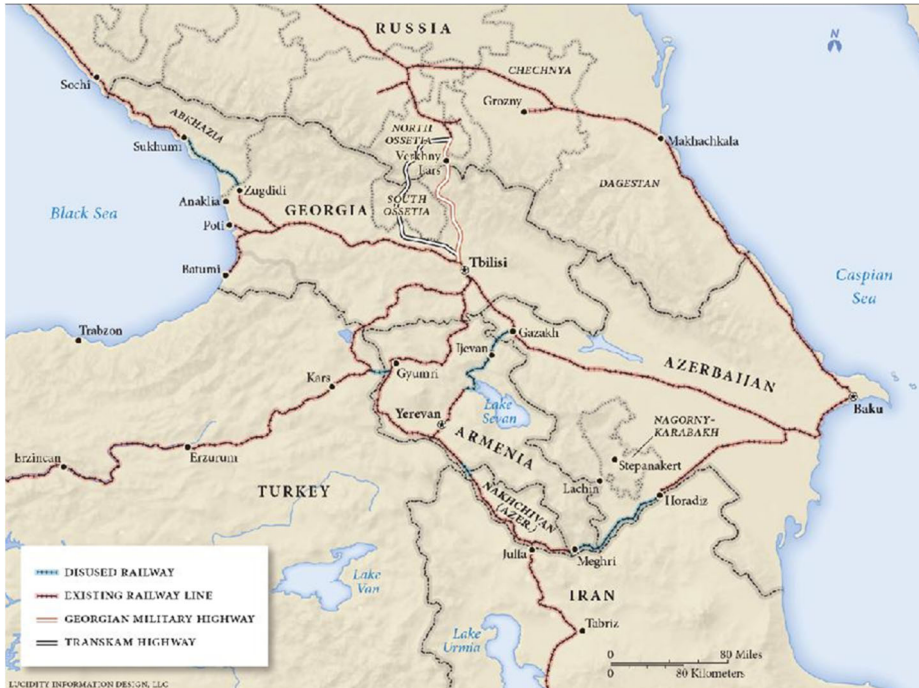 RUSSIA
N
CHECHNYA
Sochi
Grozny
ABKHAZIA
NORTH
OSSETIA
Sukhumi
Makhachkala
Verkhny
Lars
DAGESTAN
Zugdidi
Anaklia
SOUTH
OSSETIA
GEORGIA
Black Sea
Poti
Tbilisi
Batumi
Caspian
Sea
Trabzon
Gazakh
Ijevan
AZERBAIJAN
Gyumri
Kars
Lake
Sevan
Baku
Yerevan
NAGORNY-
KARABAKH
ARMENIA
Erzincan
Erzurum
Stepanakert
Lachin
TURKEY
NAKHCHIVAN
(AZER.)
Horadiz
Julfa
Meghri
DISUSED RAILWAY
EXISTING RAILWAY LINE
GEORGIAN MILITARY HIGHWAY
TRANSKAM HIGHWAY
Lake
Van
IRAN
Lake
Urmia
Tabriz
0
80 Miles
0
80 Kilometers
LUCIDITY INFORMATION DESIGN, LLC